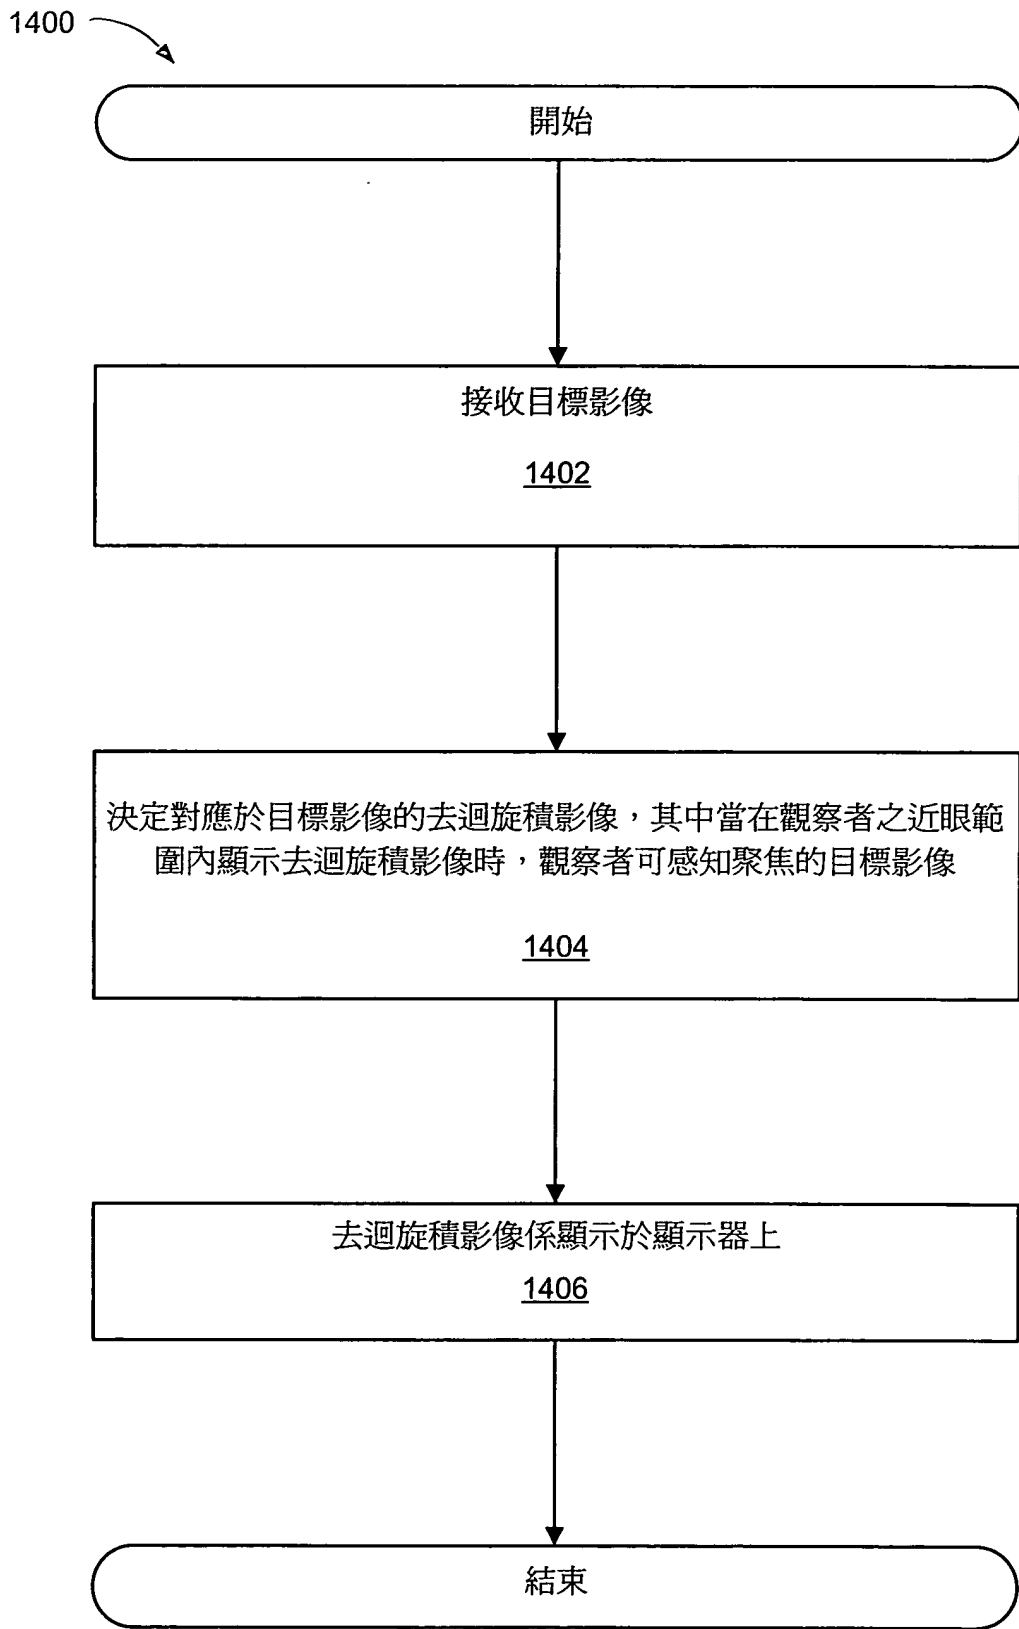 1400
開始
接收目標影像
1402
決定對應於目標影像的去迴旋積影像，其中當在觀察者之近眼範
圍內顯示去迴旋積影像時，觀察者可感知聚焦的目標影像
1404
去迴旋積影像係顯示於顯示器上
1406
結束